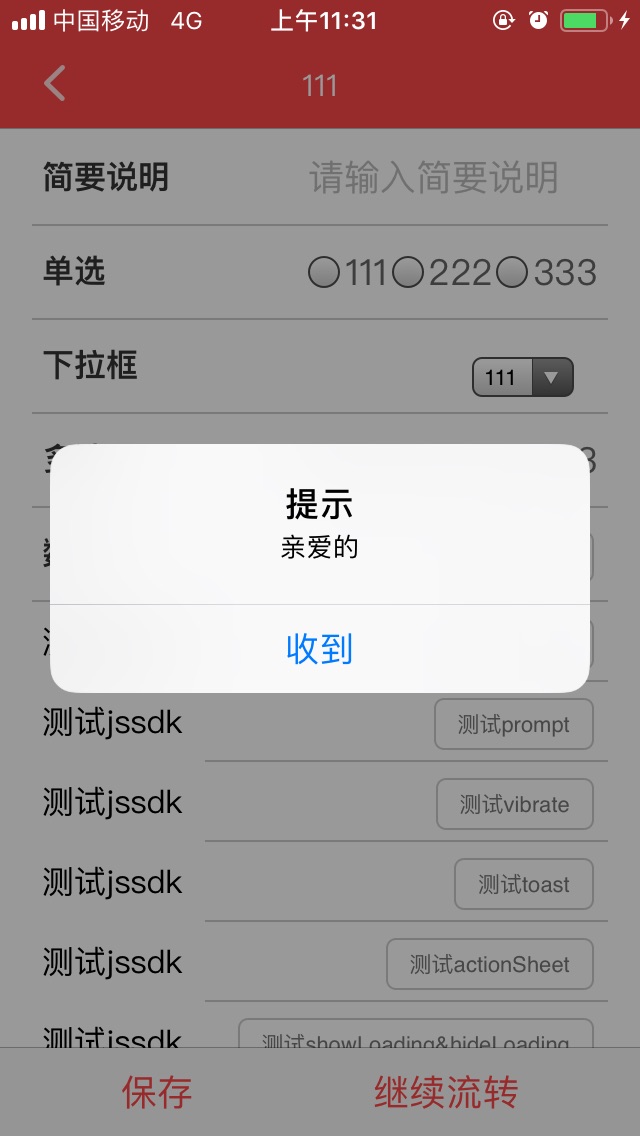 中国移动 4G 上午11:31
111
简要说明 请输入简要说明
单选 111 222 333
下拉框 111
提示
亲爱的
收到
测试jssdk 测试prompt
测试jssdk 测试vibrate
测试jssdk 测试toast
测试jssdk 测试actionSheet
测试jssdk 测试showLoading&hideLoading
保存 继续流转